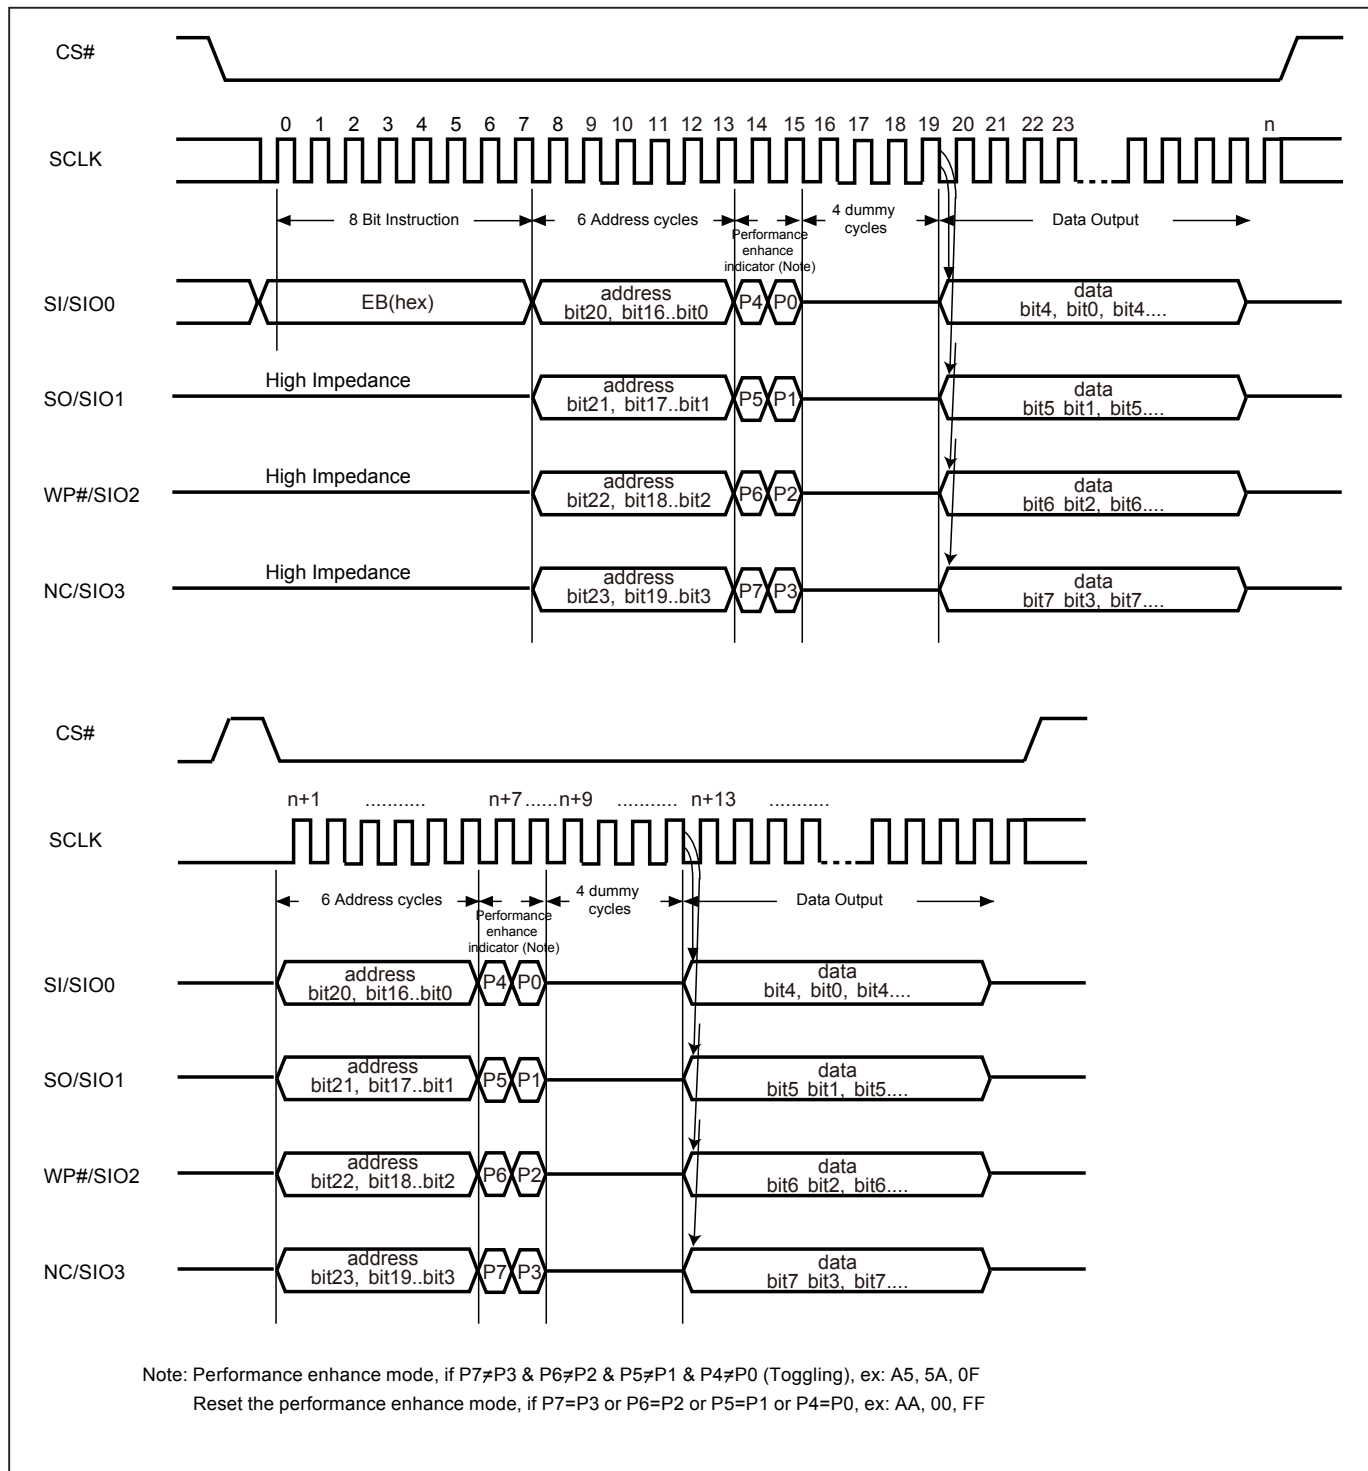 CS#
0 1 2 3 4 5 6 7 8 9 10 11 12 13 14 15 16 17 18 19 20 21 22 23 n
SCLK
8 Bit Instruction 6 Address cycles Performance enhance indicator (Note) 4 dummy cycles Data Output
SI/SIO0
EB(hex)
address
bit20, bit16..bit0
P4 P0
data
bit4, bit0, bit4....
High Impedance
SO/SIO1
address
bit21, bit17..bit1
P5 P1
data
bit5 bit1, bit5....
High Impedance
WP#/SIO2
address
bit22, bit18..bit2
P6 P2
data
bit6 bit2, bit6....
High Impedance
NC/SIO3
address
bit23, bit19..bit3
P7 P3
data
bit7 bit3, bit7....
CS#
n+1 ........... n+7 ......n+9 ........... n+13 ...........
SCLK
6 Address cycles Performance enhance indicator (Note) 4 dummy cycles Data Output
SI/SIO0
address
bit20, bit16..bit0
P4 P0
data
bit4, bit0, bit4....
SO/SIO1
address
bit21, bit17..bit1
P5 P1
data
bit5 bit1, bit5....
WP#/SIO2
address
bit22, bit18..bit2
P6 P2
data
bit6 bit2, bit6....
NC/SIO3
address
bit23, bit19..bit3
P7 P3
data
bit7 bit3, bit7....
Note: Performance enhance mode, if P7≠P3 & P6≠P2 & P5≠P1 & P4≠P0 (Toggling), ex: A5, 5A, 0F
Reset the performance enhance mode, if P7=P3 or P6=P2 or P5=P1 or P4=P0, ex: AA, 00, FF